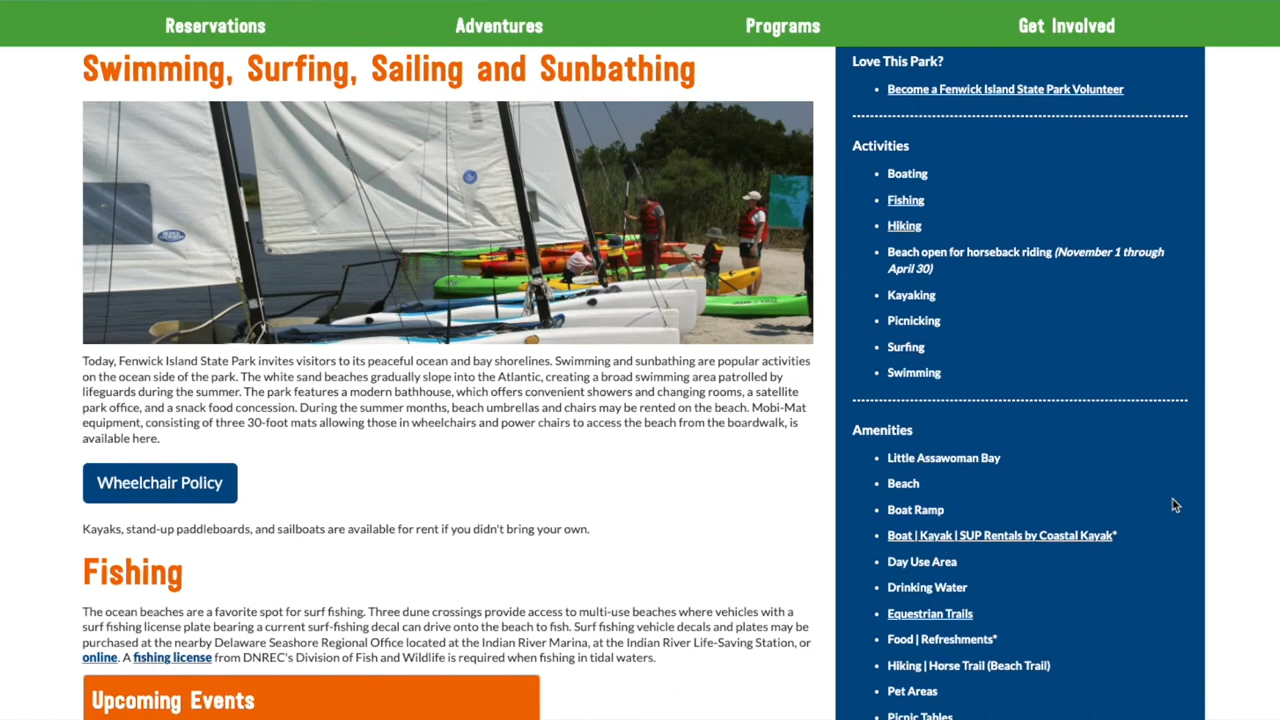 Reservations
Adventures
Programs
Get Involved
Swimming, Surfing, Sailing and Sunbathing
Today, Fenwick Island State Park invites visitors to its peaceful ocean and bay shorelines. Swimming and sunbathing are popular activities
on the ocean side of the park. The white sand beaches gradually slope into the Atlantic, creating a broad swimming area patrolled by
lifeguards during the summer. The park features a modern bathhouse, which offers convenient showers and changing rooms, a satellite
park office, and a snack food concession. During the summer months, beach umbrellas and chairs may be rented on the beach. Mobi-Mat
equipment, consisting of three 30-foot mats allowing those in wheelchairs and power chairs to access the beach from the boardwalk, is
available here.
Wheelchair Policy
Kayaks, stand-up paddleboards, and sailboats are available for rent if you didn't bring your own.
Fishing
The ocean beaches are a favorite spot for surf fishing. Three dune crossings provide access to multi-use beaches where vehicles with a
surf fishing license plate bearing a current surf-fishing decal can drive onto the beach to fish. Surf fishing vehicle decals and plates may be
purchased at the nearby Delaware Seashore Regional Office located at the Indian River Marina, at the Indian River Life-Saving Station, or
online. A fishing license from DNREC's Division of Fish and Wildlife is required when fishing in tidal waters.
Upcoming Events
Love This Park?
Become a Fenwick Island State Park Volunteer
Activities
Boating
Fishing
Hiking
Beach open for horseback riding (November 1 through
April 30)
Kayaking
Picnicking
Surfing
Swimming
Amenities
Little Assawoman Bay
Beach
Boat Ramp
Boat | Kayak | SUP Rentals by Coastal Kayak*
Day Use Area
Drinking Water
Equestrian Trails
Food | Refreshments*
Hiking | Horse Trail (Beach Trail)
Pet Areas
Picnic Tables